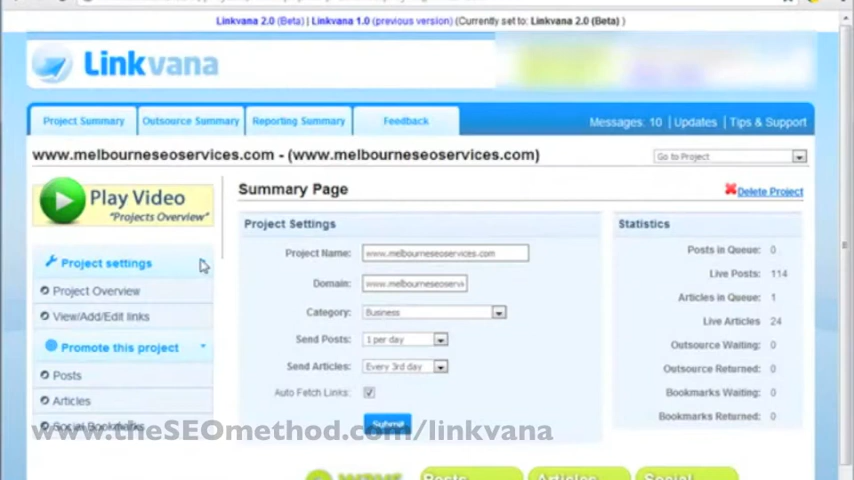 Linkvana 2.0 (Beta) | Linkvana 1.0 (previous version) (Currently set to: Linkvana 2.0 (Beta) )
Linkvana
Project Summary Outsource Summary Reporting Summary Feedback Messages: 10 | Updates | Tips & Support
www.melbourneseoservices.com - (www.melbourneseoservices.com) Go to Project
Play Video
"Projects Overview"
Summary Page Delete Project
Project settings
Project Overview
View/Add/Edit links
Promote this project
Posts
Articles
Social Bookmarks
Project Settings
Project Name: www.melbourneseoservices.com
Domain: www.melbourneseoservi
Category: Business
Send Posts: 1 per day
Send Articles: Every 3rd day
Auto Fetch Links:
Submit
Statistics
Posts in Queue: 0
Live Posts: 114
Articles in Queue: 1
Live Articles 24
Outsource Waiting: 0
Outsource Returned: 0
Bookmarks Waiting: 0
Bookmarks Returned: 0
www.theSEOmethod.com/linkvana
Posts Articles Social